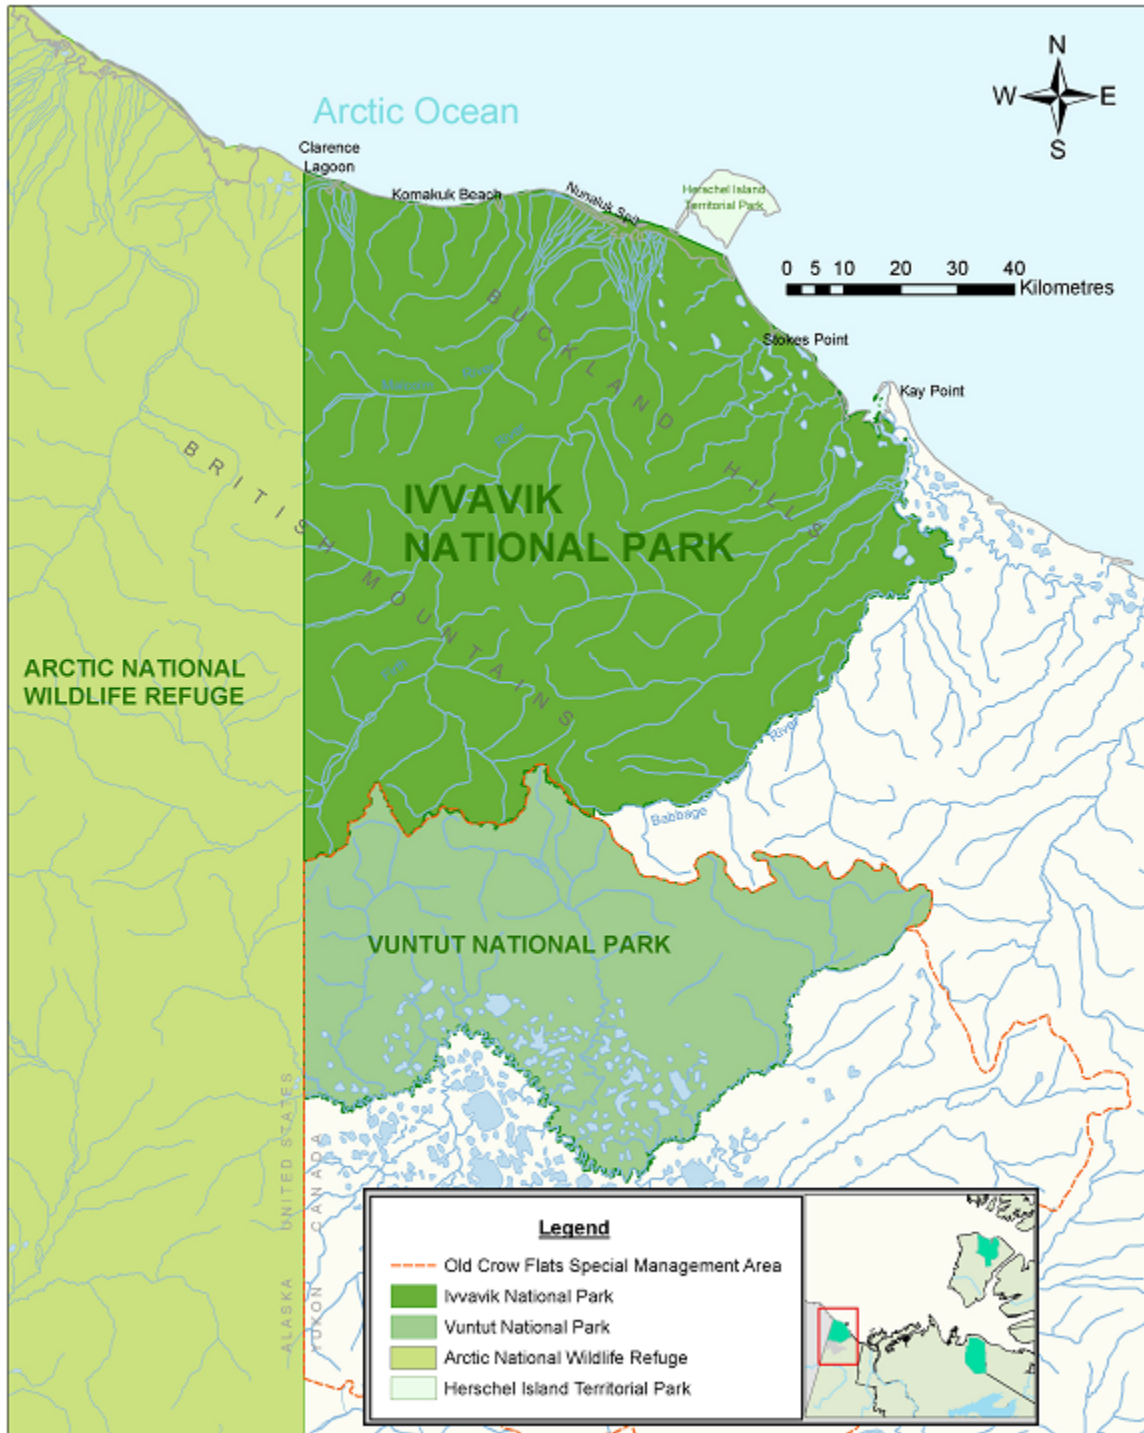 N
W E
S
Arctic Ocean
Clarence
Lagoon
Komakuk Beach
Nunaluk Spit
Herschel Island
Territorial Park
0 5 10 20 30 40
Kilometres
Stokes Point
Kay Point
BUCKLAND HILLS
River
River
BRITISH MOUNTAINS
IVVAVIK
NATIONAL PARK
Firth
ARCTIC NATIONAL
WILDLIFE REFUGE
River
Babbage
VUNTUT NATIONAL PARK
ALASKA UNITED STATES
YUKON CANADA
Legend
Old Crow Flats Special Management Area
Ivvavik National Park
Vuntut National Park
Arctic National Wildlife Refuge
Herschel Island Territorial Park